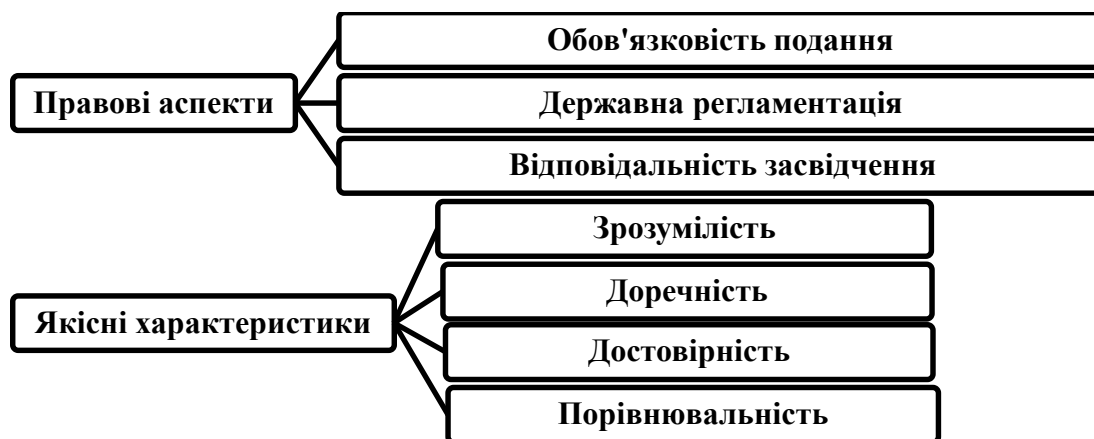 Обов'язковість подання
Правові аспекти
Державна регламентація
Відповідальність засвідчення
Зрозумілість
Доречність
Якісні характеристики
Достовірність
Порівнювальність